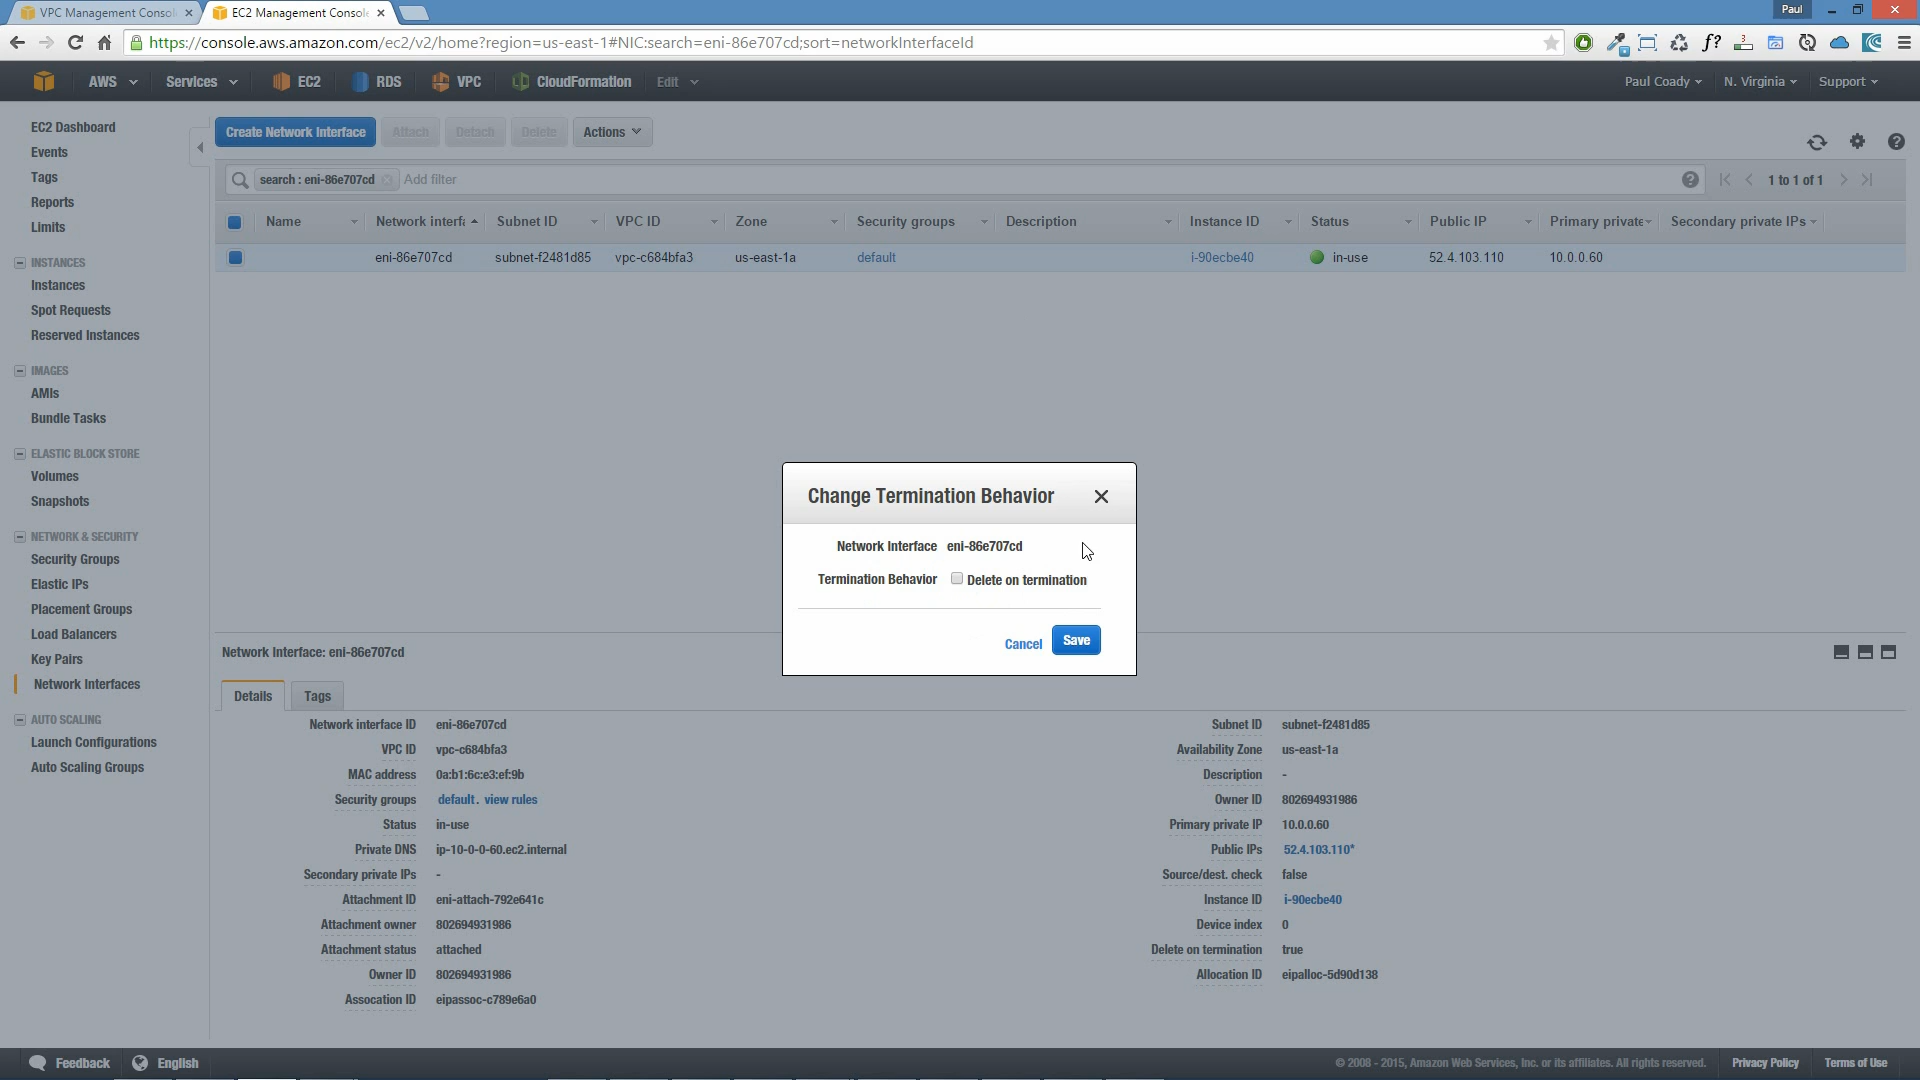 VPC Management Consol
EC2 Management Console
Paul
https://console.aws.amazon.com/ec2/v2/home?region=us-east-1#NIC:search=eni-86e707cd;sort=networkInterfaceId
AWS Services EC2 RDS VPC CloudFormation Edit
Paul Coady N. Virginia Support
EC2 Dashboard
Events
Tags
Reports
Limits
INSTANCES
Instances
Spot Requests
Reserved Instances
IMAGES
AMIs
Bundle Tasks
ELASTIC BLOCK STORE
Volumes
Snapshots
NETWORK & SECURITY
Security Groups
Elastic IPs
Placement Groups
Load Balancers
Key Pairs
Network Interfaces
AUTO SCALING
Launch Configurations
Auto Scaling Groups
Create Network Interface Attach Detach Delete Actions
search : eni-86e707cd Add filter
1 to 1 of 1
Name Network interfa Subnet ID VPC ID Zone Security groups Description Instance ID Status Public IP Primary private Secondary private IPs
eni-86e707cd subnet-f2481d85 vpc-c684bfa3 us-east-1a default i-90ecbe40 in-use 52.4.103.110 10.0.0.60
Change Termination Behavior
Network Interface eni-86e707cd
Termination Behavior Delete on termination
Cancel Save
Network Interface: eni-86e707cd
Details Tags
Network interface ID eni-86e707cd
VPC ID vpc-c684bfa3
MAC address 0a:b1:6c:e3:ef:9b
Security groups default. view rules
Status in-use
Private DNS ip-10-0-0-60.ec2.internal
Secondary private IPs -
Attachment ID eni-attach-792e641c
Attachment owner 802694931986
Attachment status attached
Owner ID 802694931986
Assocation ID eipassoc-c789e6a0
Subnet ID subnet-f2481d85
Availability Zone us-east-1a
Description -
Owner ID 802694931986
Primary private IP 10.0.0.60
Public IPs 52.4.103.110*
Source/dest. check false
Instance ID i-90ecbe40
Device index 0
Delete on termination true
Allocation ID eipalloc-5d90d138
Feedback English
© 2008 - 2015, Amazon Web Services, Inc. or its affiliates. All rights reserved. Privacy Policy Terms of Use